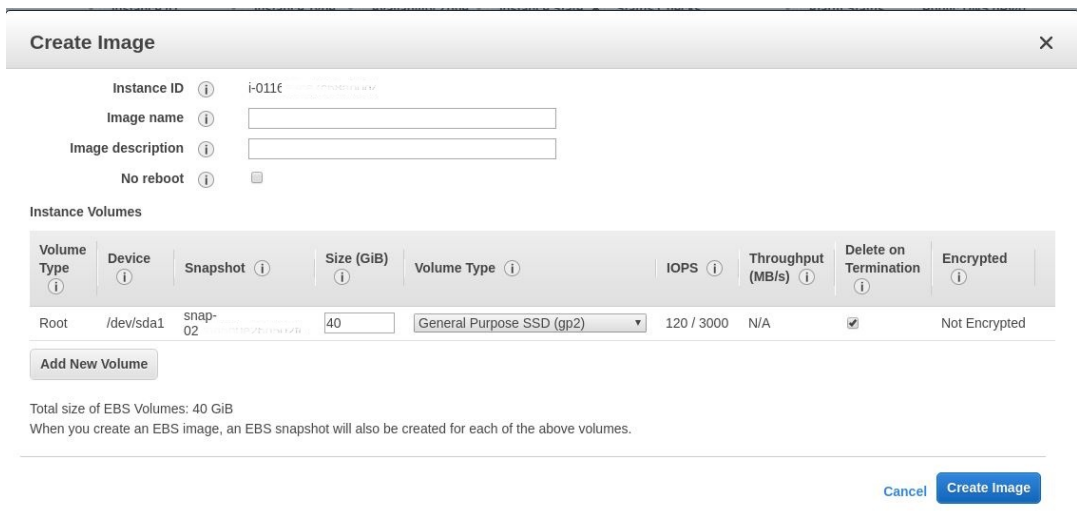 Create Image
Instance ID i-0116
Image name
Image description
No reboot
Instance Volumes
Volume Type Device Snapshot Size (GiB) Volume Type IOPS Throughput (MB/s) Delete on Termination Encrypted
Root /dev/sda1 snap-02 40 General Purpose SSD (gp2) 120 / 3000 N/A Not Encrypted
Add New Volume
Total size of EBS Volumes: 40 GiB
When you create an EBS image, an EBS snapshot will also be created for each of the above volumes.
Cancel Create Image